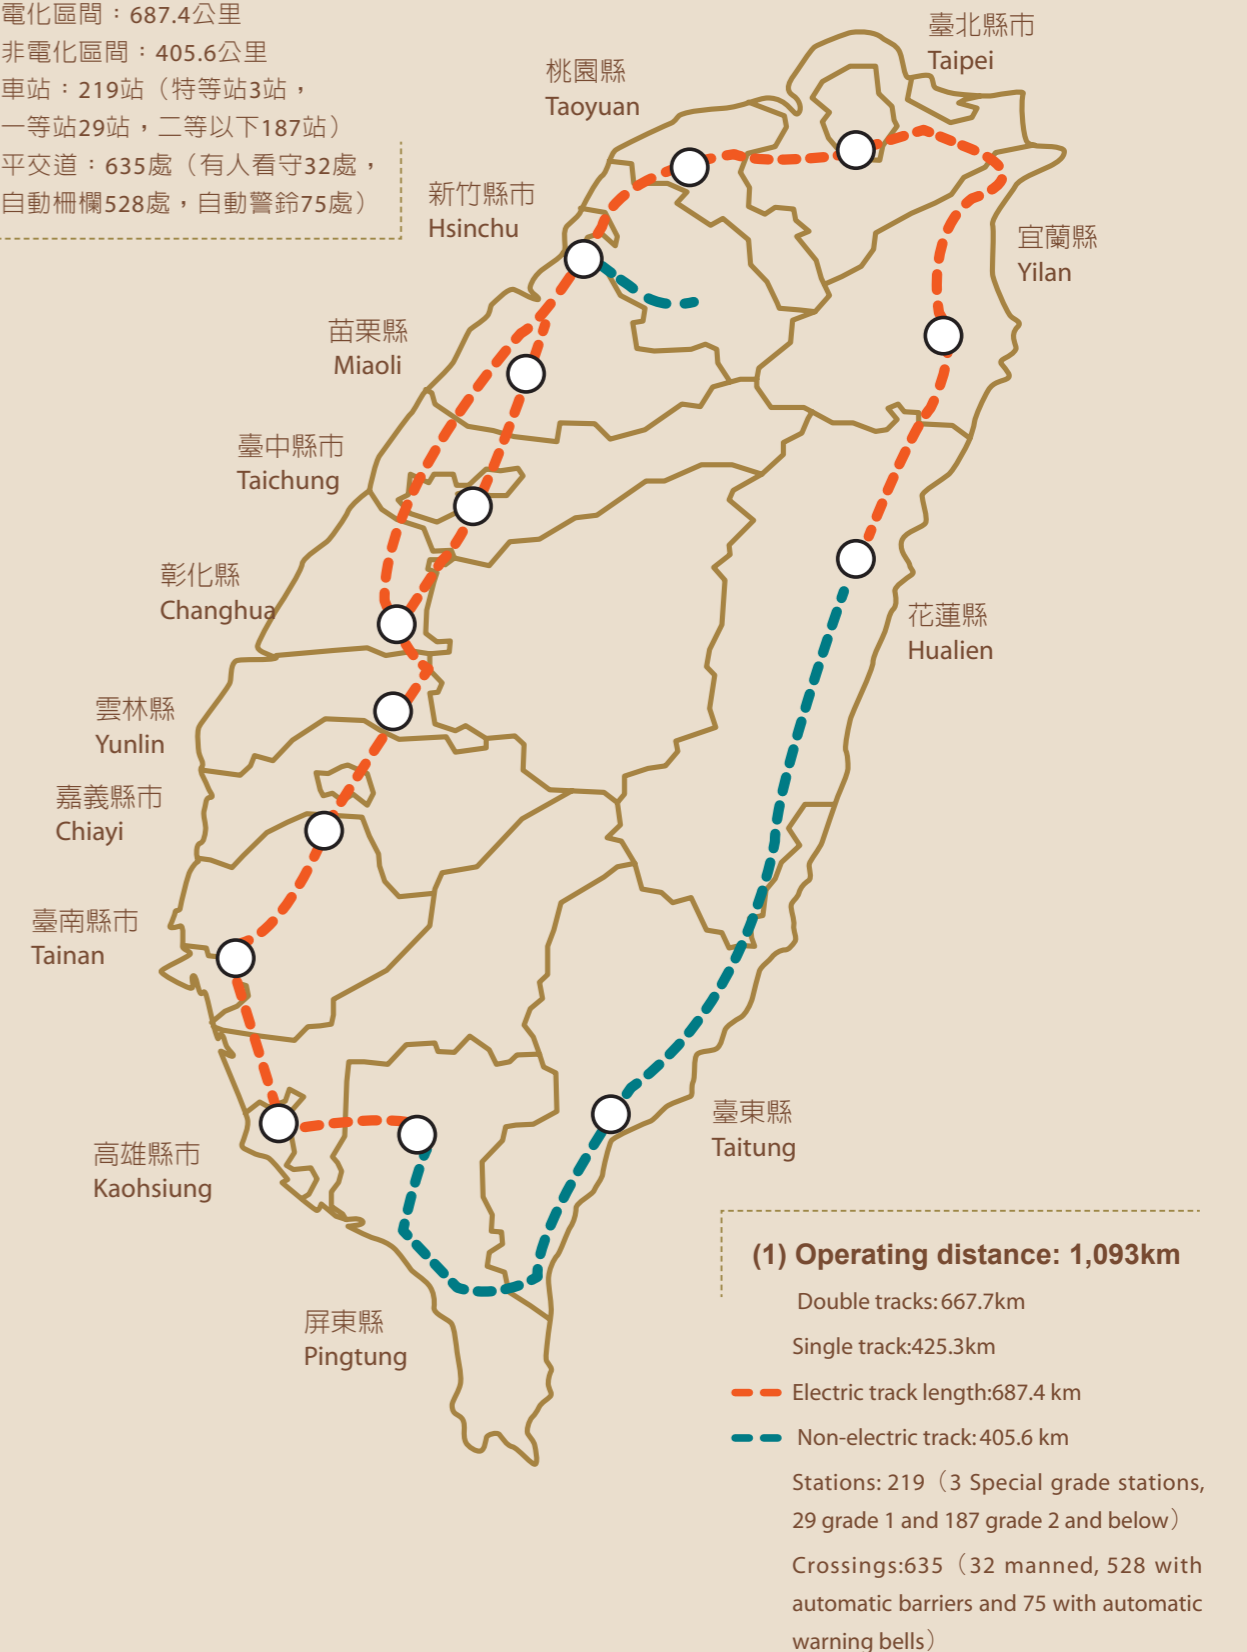 電化區間：687.4公里
非電化區間：405.6公里
車站：219站（特等站3站，
一等站29站，二等以下187站）
平交道：635處（有人看守32處，
自動柵欄528處，自動警鈴75處）
臺北縣市
Taipei
桃園縣
Taoyuan
新竹縣市
Hsinchu
宜蘭縣
Yilan
苗栗縣
Miaoli
臺中縣市
Taichung
彰化縣
Changhua
花蓮縣
Hualien
雲林縣
Yunlin
嘉義縣市
Chiayi
臺南縣市
Tainan
高雄縣市
Kaohsiung
臺東縣
Taitung
屏東縣
Pingtung
(1) Operating distance: 1,093km
Double tracks:667.7km
Single track:425.3km
Electric track length:687.4 km
Non-electric track:405.6 km
Stations: 219（3 Special grade stations,
29 grade 1 and 187 grade 2 and below）
Crossings:635（32 manned, 528 with
automatic barriers and 75 with automatic
warning bells）